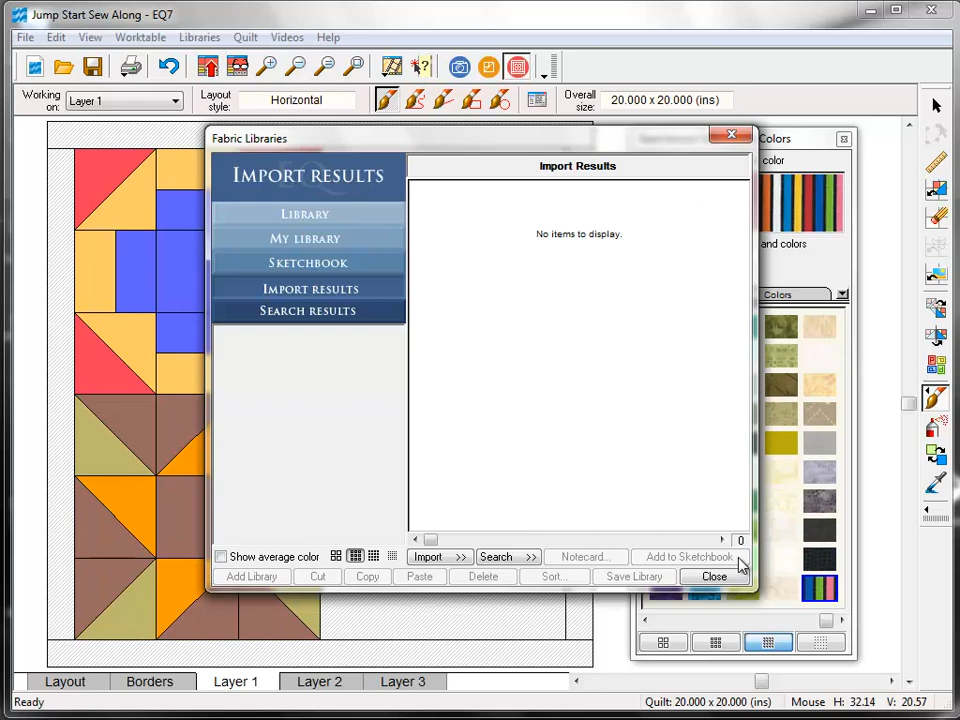 Jump Start Sew Along - EQ7
File Edit View Worktable Libraries Quilt Videos Help
Working on: Layer 1 Layout style: Horizontal Overall size: 20.000 x 20.000 (ins)
Fabric Libraries
Colors
color
and colors
Colors
IMPORT RESULTS
LIBRARY
MY LIBRARY
SKETCHBOOK
IMPORT RESULTS
SEARCH RESULTS
Import Results
No items to display.
0
Show average color Import >> Search >> Notecard... Add to Sketchbook
Add Library Cut Copy Paste Delete Sort... Save Library Close
Layout Borders Layer 1 Layer 2 Layer 3
Ready Quilt: 20.000 x 20.000 (ins) Mouse H: 32.14 V: 20.57